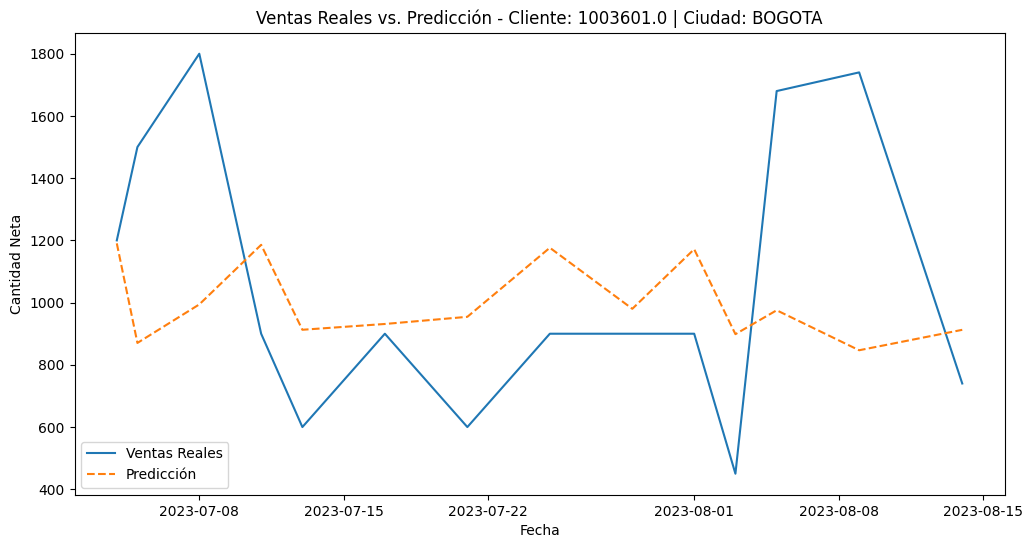 Ventas Reales vs. Predicción - Cliente: 1003601.0 | Ciudad: BOGOTA
Cantidad Neta
1800
1600
1400
1200
1000
800
600
400
Ventas Reales
Predicción
2023-07-08
2023-07-15
2023-07-22
2023-08-01
2023-08-08
2023-08-15
Fecha